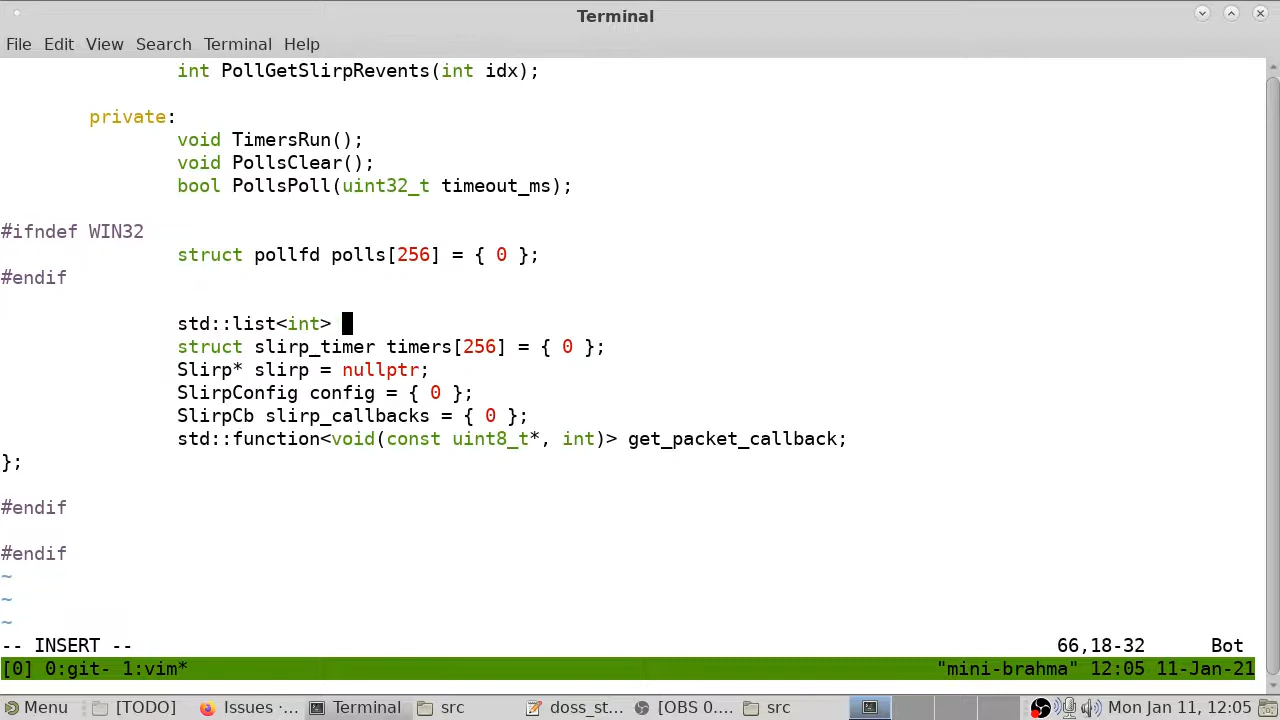 Terminal
File Edit View Search Terminal Help
int PollGetSlirpRevents(int idx);
private:
void TimersRun();
void PollsClear();
bool PollsPoll(uint32_t timeout_ms);
#ifndef WIN32
struct pollfd polls[256] = { 0 };
#endif
std::list<int>
struct slirp_timer timers[256] = { 0 };
Slirp* slirp = nullptr;
SlirpConfig config = { 0 };
SlirpCb slirp_callbacks = { 0 };
std::function<void(const uint8_t*, int)> get_packet_callback;
};
#endif
#endif
~
~
~
-- INSERT -- 66,18-32 Bot
[0] 0:git- 1:vim* "mini-brahma" 12:05 11-Jan-21
Menu [TODO] Issues ·... Terminal src doss_st... [OBS 0.... src Mon Jan 11, 12:05